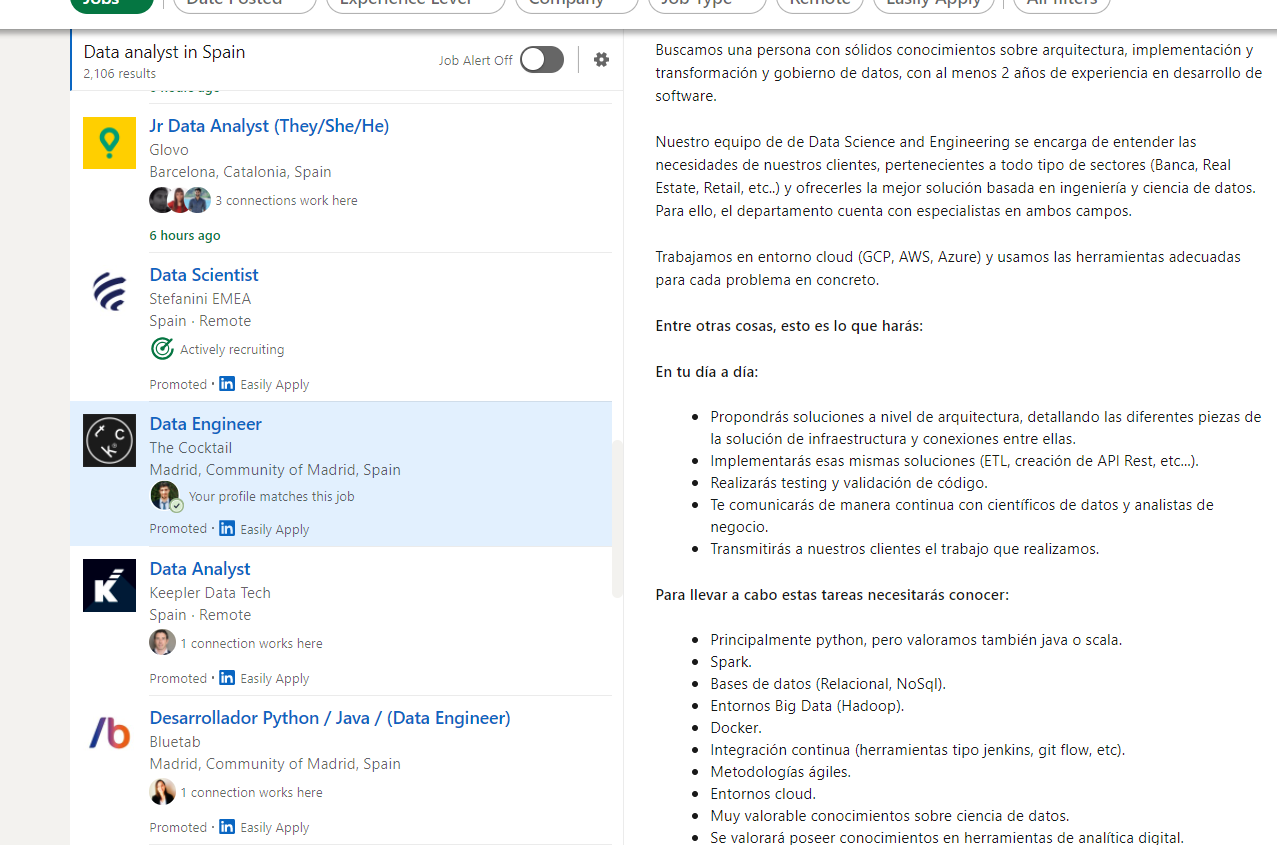 Jobs
Date Posted
Experience Level
Company
Job Type
Remote
Easily Apply
All filters
Data analyst in Spain
2,106 results
Job Alert Off
6 hours ago
Jr Data Analyst (They/She/He)
Glovo
Barcelona, Catalonia, Spain
3 connections work here
6 hours ago
Data Scientist
Stefanini EMEA
Spain · Remote
Actively recruiting
Promoted · in Easily Apply
Data Engineer
The Cocktail
Madrid, Community of Madrid, Spain
Your profile matches this job
Promoted · in Easily Apply
Data Analyst
Keepler Data Tech
Spain · Remote
1 connection works here
Promoted · in Easily Apply
Desarrollador Python / Java / (Data Engineer)
Bluetab
Madrid, Community of Madrid, Spain
1 connection works here
Promoted · in Easily Apply
Buscamos una persona con sólidos conocimientos sobre arquitectura, implementación y
transformación y gobierno de datos, con al menos 2 años de experiencia en desarrollo de
software.
Nuestro equipo de de Data Science and Engineering se encarga de entender las
necesidades de nuestros clientes, pertenecientes a todo tipo de sectores (Banca, Real
Estate, Retail, etc..) y ofrecerles la mejor solución basada en ingeniería y ciencia de datos.
Para ello, el departamento cuenta con especialistas en ambos campos.
Trabajamos en entorno cloud (GCP, AWS, Azure) y usamos las herramientas adecuadas
para cada problema en concreto.
Entre otras cosas, esto es lo que harás:
En tu día a día:
• Propondrás soluciones a nivel de arquitectura, detallando las diferentes piezas de
la solución de infraestructura y conexiones entre ellas.
• Implementarás esas mismas soluciones (ETL, creación de API Rest, etc...).
• Realizarás testing y validación de código.
• Te comunicarás de manera continua con científicos de datos y analistas de
negocio.
• Transmitirás a nuestros clientes el trabajo que realizamos.
Para llevar a cabo estas tareas necesitarás conocer:
• Principalmente python, pero valoramos también java o scala.
• Spark.
• Bases de datos (Relacional, NoSql).
• Entornos Big Data (Hadoop).
• Docker.
• Integración continua (herramientas tipo jenkins, git flow, etc).
• Metodologías ágiles.
• Entornos cloud.
• Muy valorable conocimientos sobre ciencia de datos.
• Se valorará poseer conocimientos en herramientas de analítica digital.